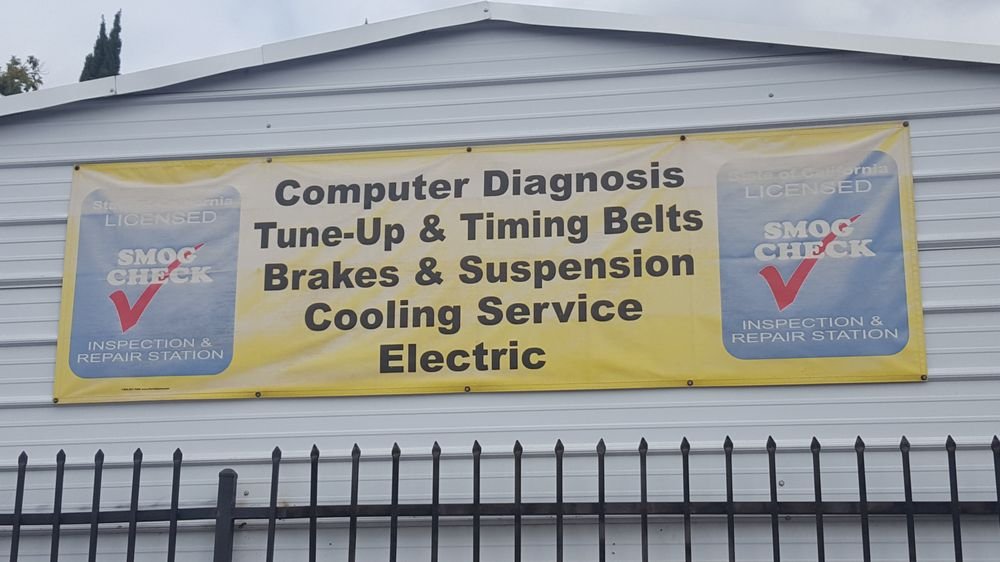 State of California
LICENSED
SMOG
CHECK
INSPECTION &
REPAIR STATION
Computer Diagnosis
Tune-Up & Timing Belts
Brakes & Suspension
Cooling Service
Electric
State of California
LICENSED
SMOG
CHECK
INSPECTION &
REPAIR STATION